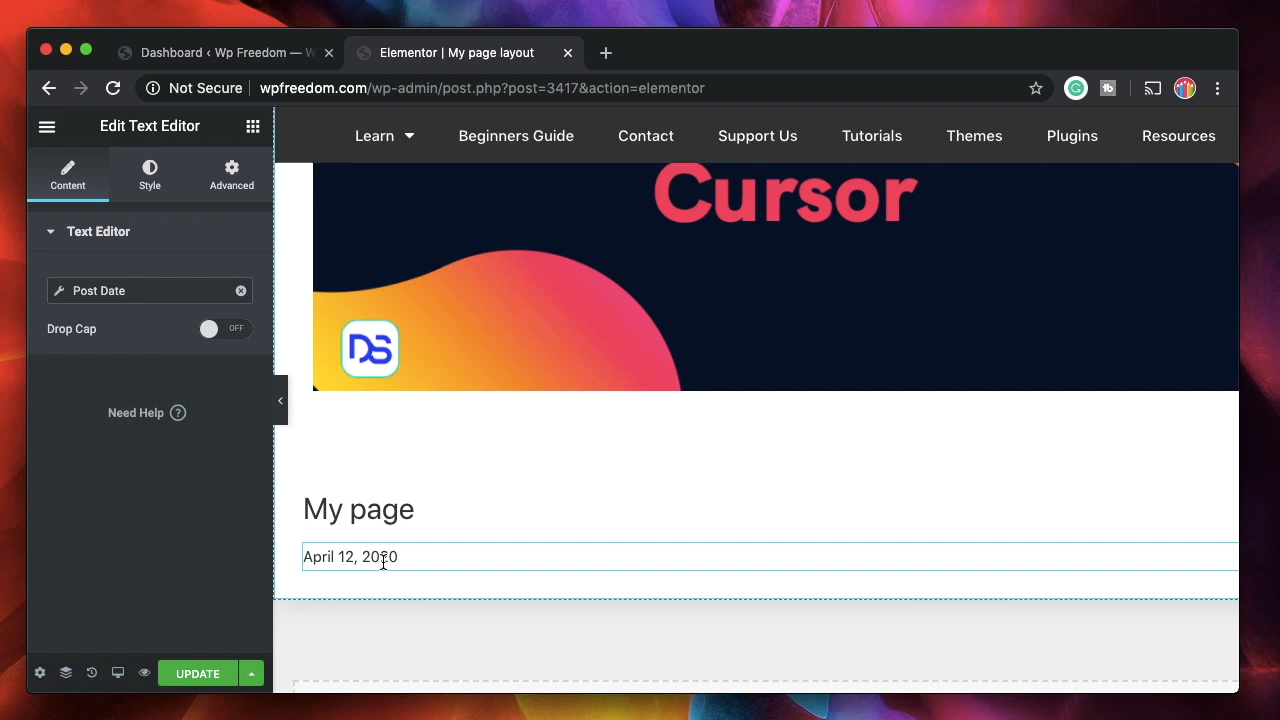 Dashboard ‹ Wp Freedom — W
Elementor | My page layout
Not Secure
wpfreedom.com/wp-admin/post.php?post=3417&action=elementor
Edit Text Editor
Learn
Beginners Guide
Contact
Support Us
Tutorials
Themes
Plugins
Resources
Content
Style
Advanced
Cursor
Text Editor
Post Date
Drop Cap
OFF
DS
Need Help ?
My page
April 12, 2020
UPDATE